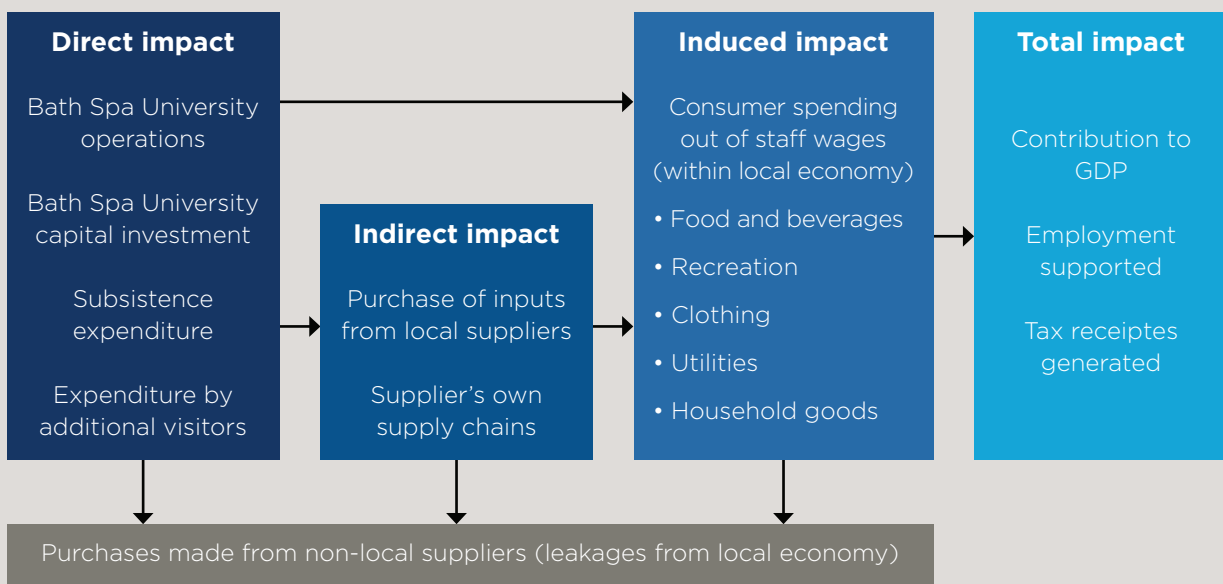 Direct impact
Bath Spa University
operations
Bath Spa University
capital investment
Subsistence
expenditure
Expenditure by
additional visitors
Indirect impact
Purchase of inputs
from local suppliers
Supplier's own
supply chains
Induced impact
Consumer spending
out of staff wages
(within local economy)
• Food and beverages
• Recreation
• Clothing
• Utilities
• Household goods
Total impact
Contribution to
GDP
Employment
supported
Tax receiptes
generated
Purchases made from non-local suppliers (leakages from local economy)